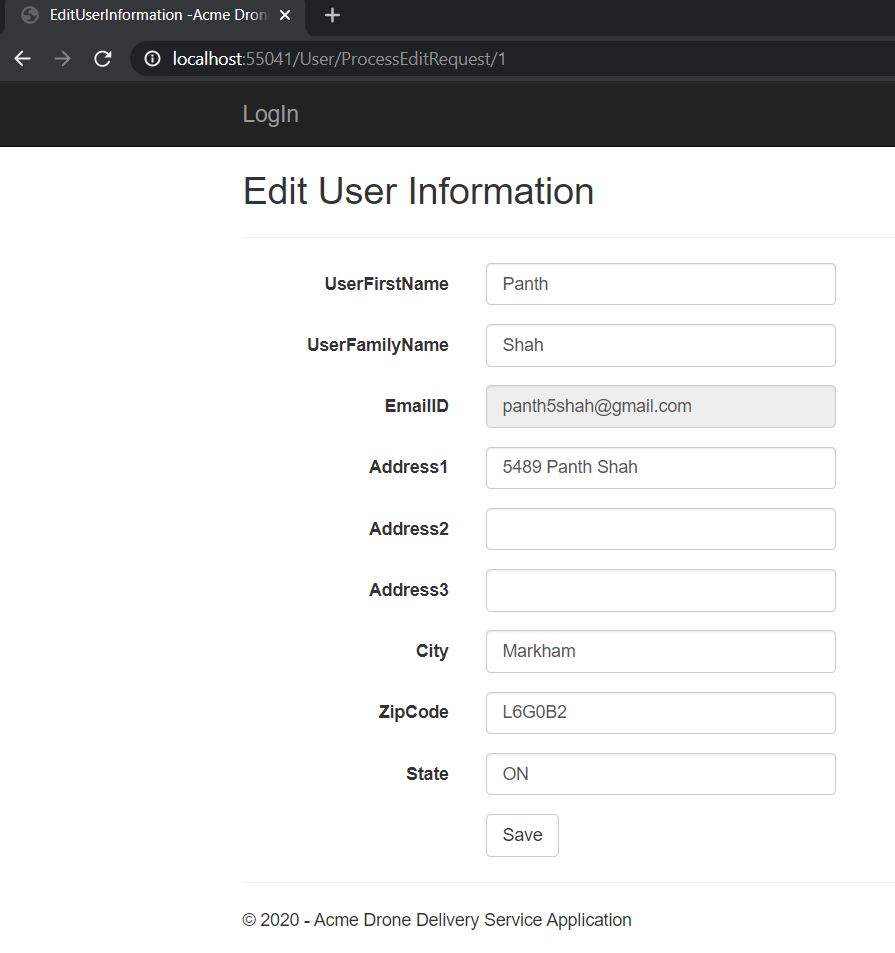 EditUserInformation -Acme Dron
localhost:55041/User/ProcessEditRequest/1
LogIn
Edit User Information
UserFirstName Panth
UserFamilyName Shah
EmailID panth5shah@gmail.com
Address1 5489 Panth Shah
Address2
Address3
City Markham
ZipCode L6G0B2
State ON
Save
© 2020 - Acme Drone Delivery Service Application